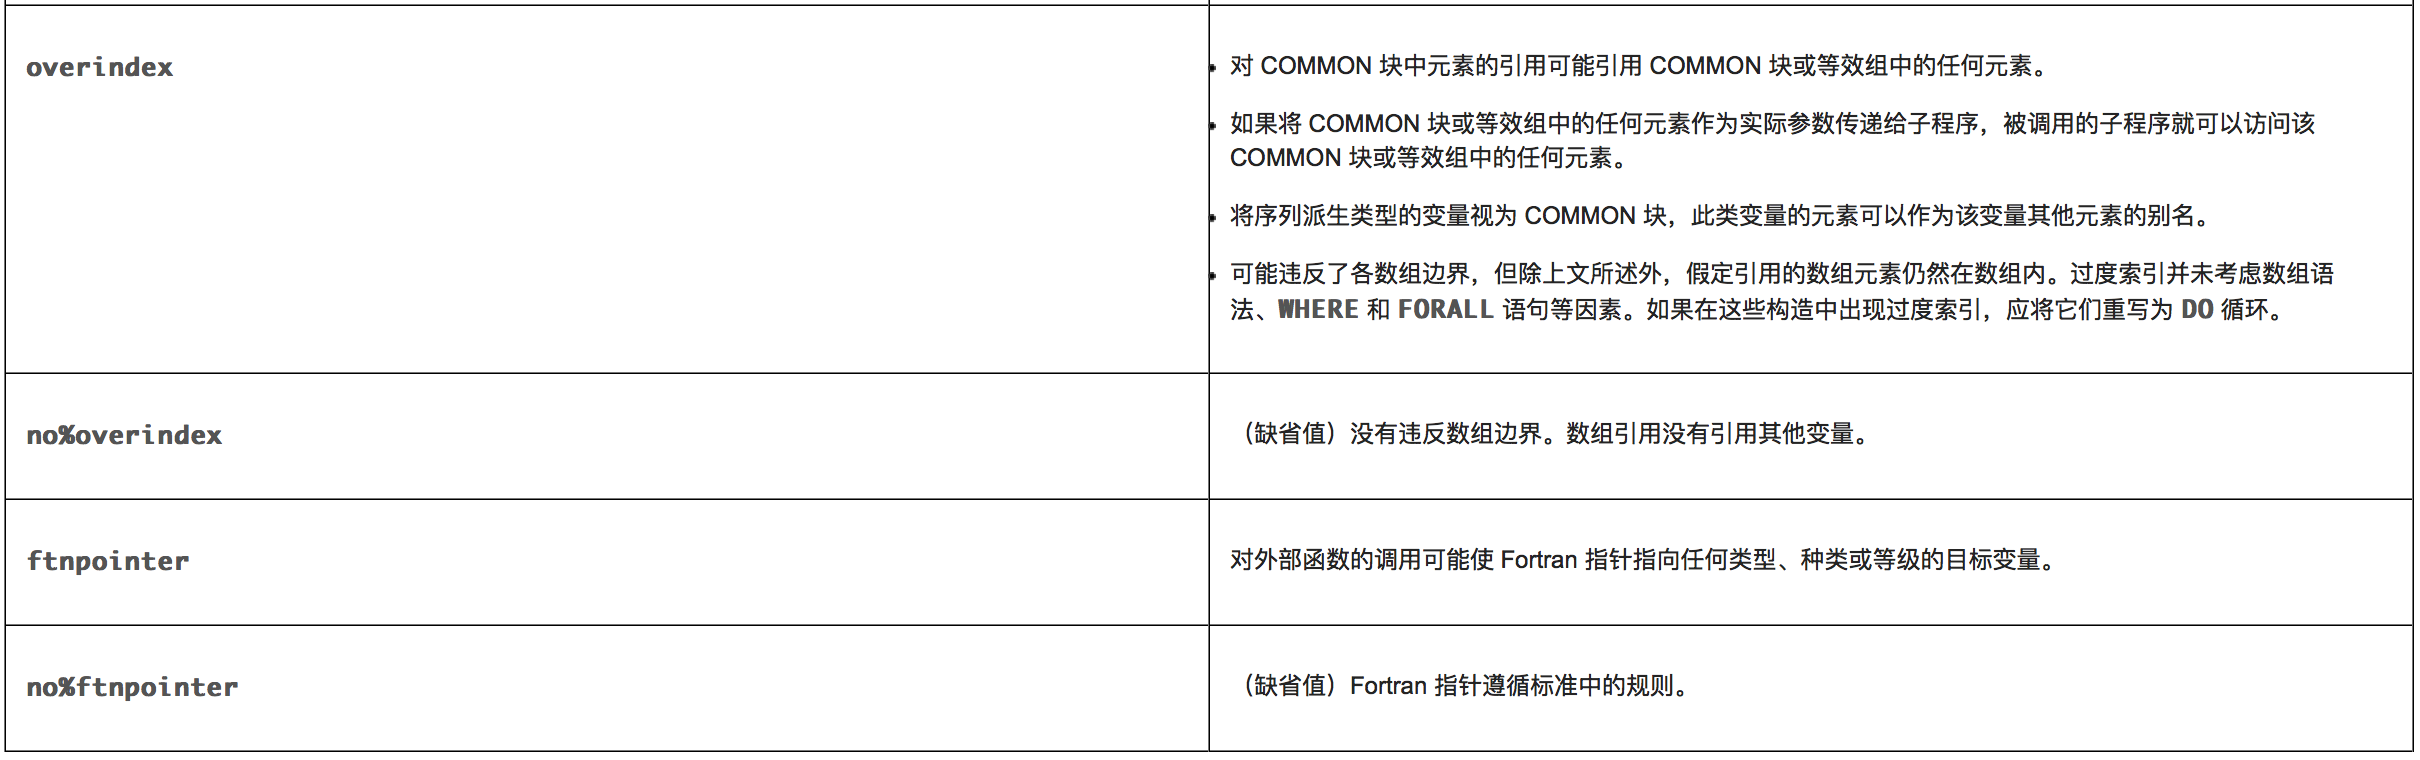 overindex
对 COMMON 块中元素的引用可能引用 COMMON 块或等效组中的任何元素。
如果将 COMMON 块或等效组中的任何元素作为实际参数传递给子程序，被调用的子程序就可以访问该
COMMON 块或等效组中的任何元素。
将序列派生类型的变量视为 COMMON 块，此类变量的元素可以作为该变量其他元素的别名。
可能违反了各数组边界，但除上文所述外，假定引用的数组元素仍然在数组内。过度索引并未考虑数组语
法、WHERE 和 FORALL 语句等因素。如果在这些构造中出现过度索引，应将它们重写为 DO 循环。
no%overindex
（缺省值）没有违反数组边界。数组引用没有引用其他变量。
ftnpointer
对外部函数的调用可能使 Fortran 指针指向任何类型、种类或等级的目标变量。
no%ftnpointer
（缺省值）Fortran 指针遵循标准中的规则。